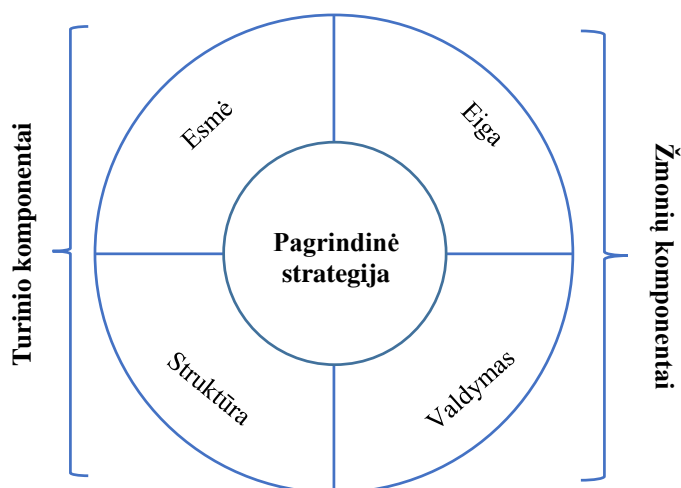 Turinio komponentai
Esmė
Eiga
Pagrindinė
strategija
Struktūra
Valdymas
Žmonių komponentai